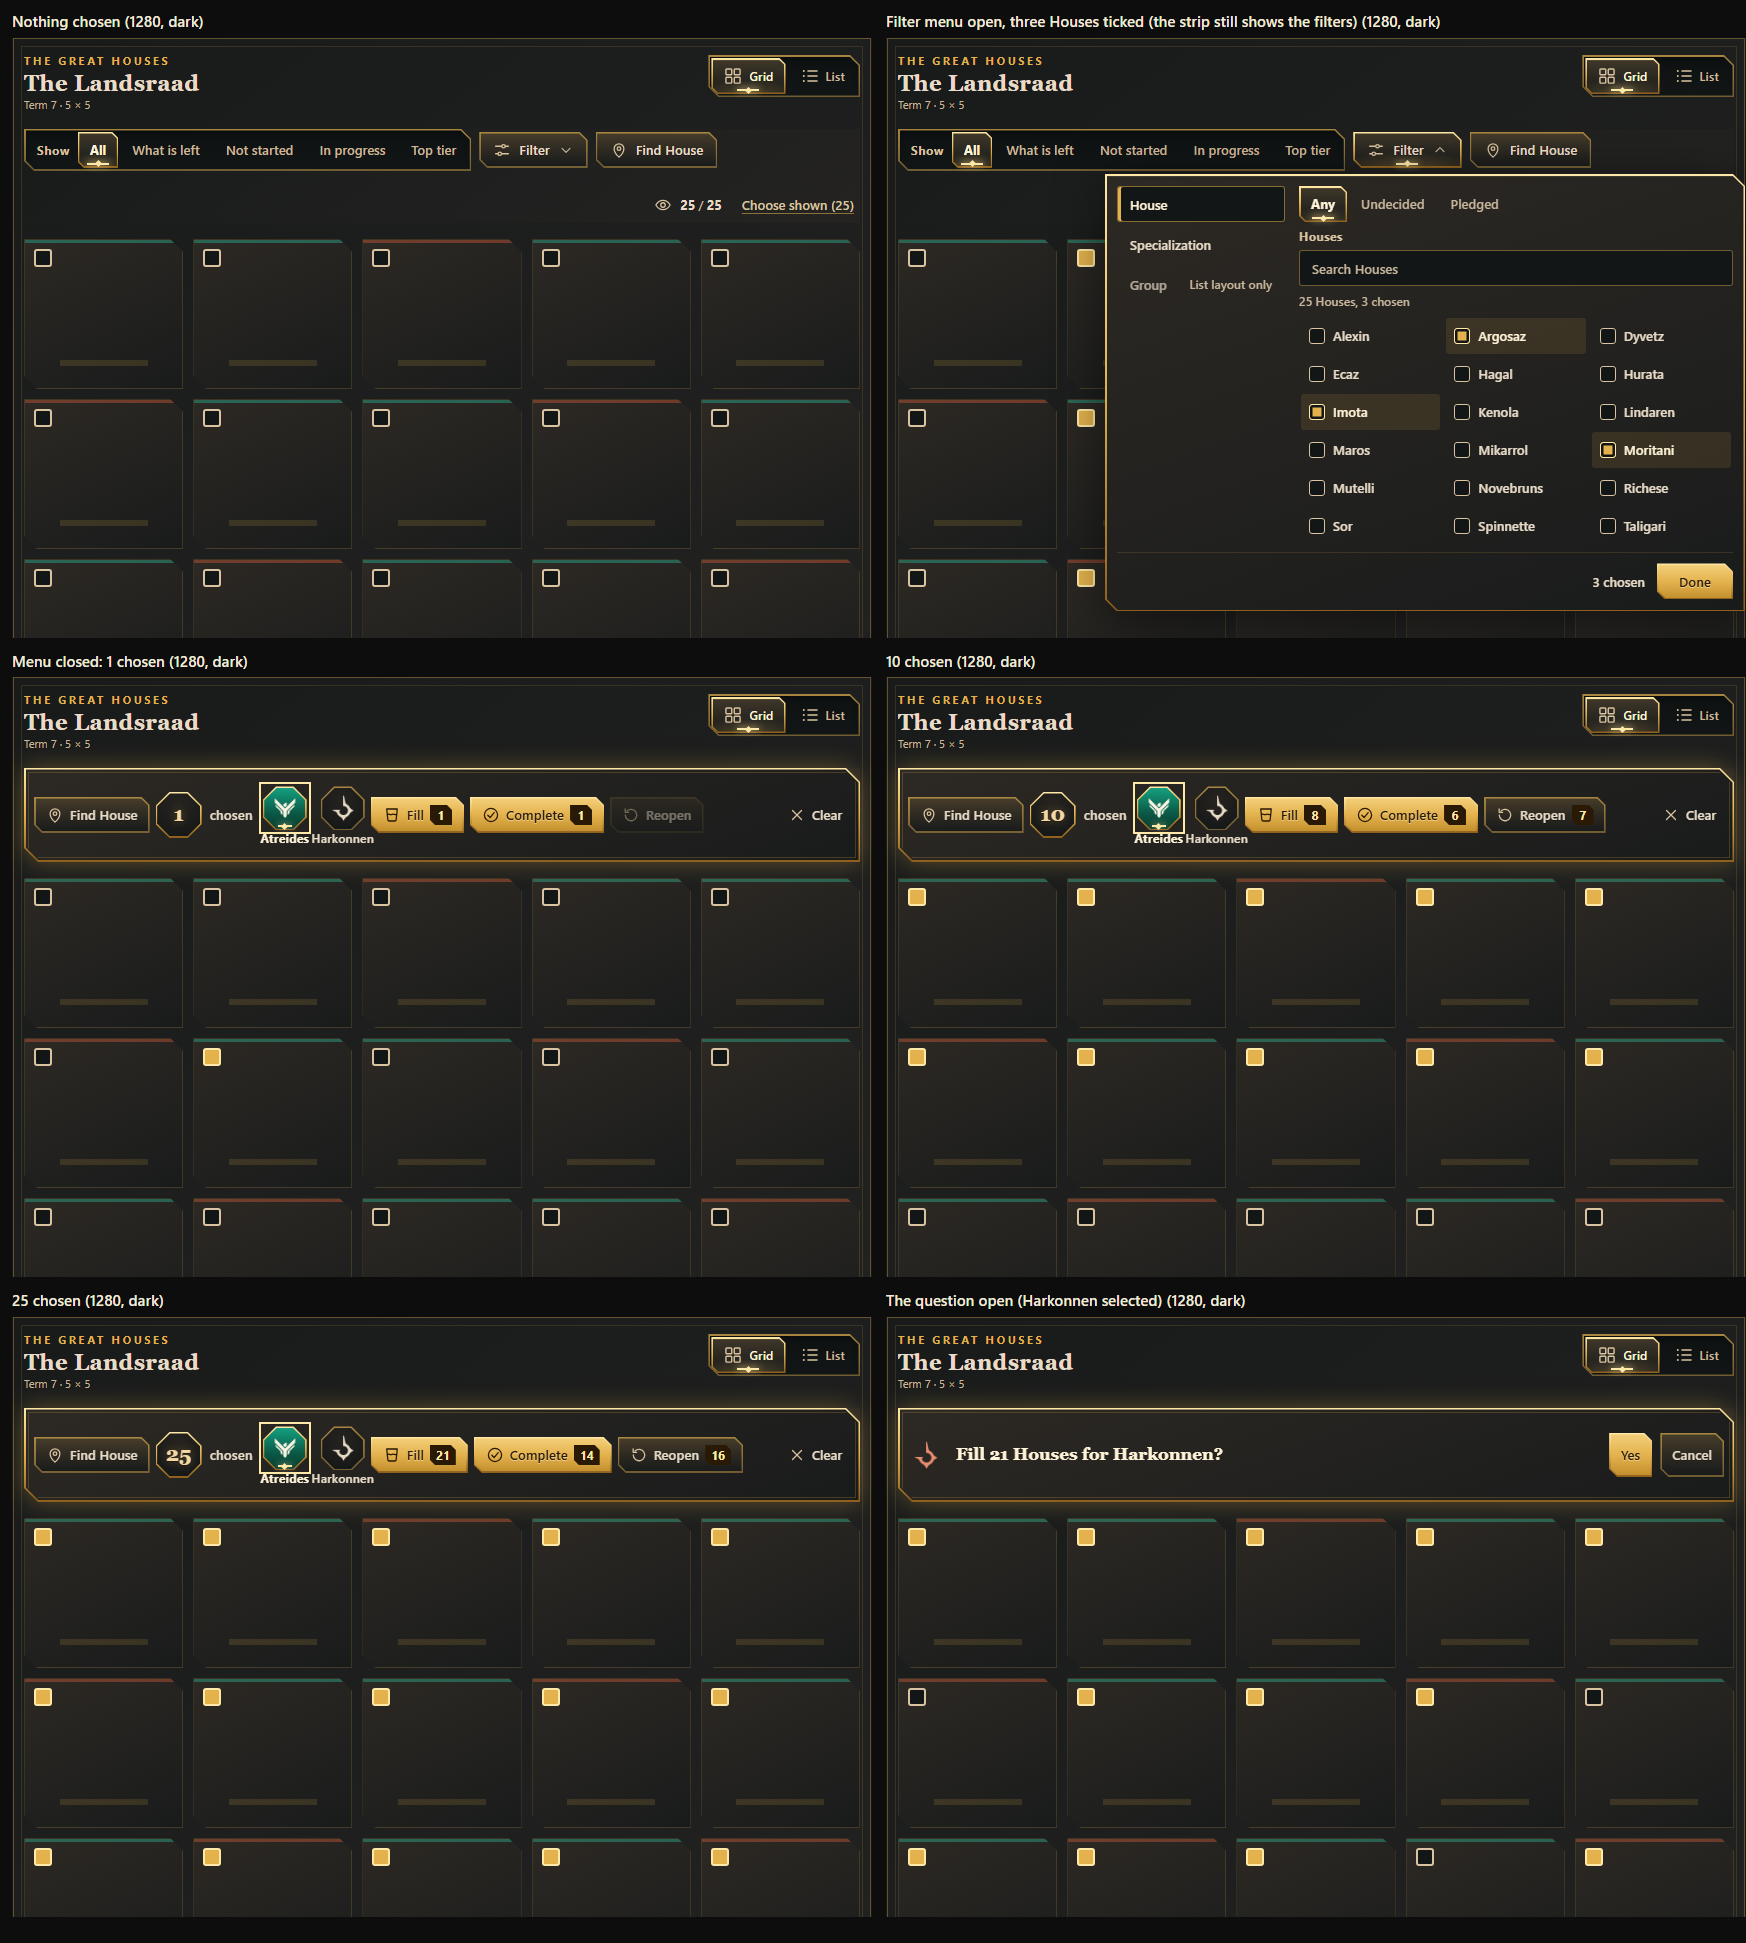 Nothing chosen (1280, dark)
THE GREAT HOUSES
The Landsraad
Term 7 · 5 × 5
Grid
List
Show
All
What is left
Not started
In progress
Top tier
Filter
Find House
25 / 25
Choose shown (25)
Filter menu open, three Houses ticked (the strip still shows the filters) (1280, dark)
THE GREAT HOUSES
The Landsraad
Term 7 · 5 × 5
Grid
List
Show
All
What is left
Not started
In progress
Top tier
Filter
Find House
House
Specialization
Group
List layout only
Any
Undecided
Pledged
Houses
Search Houses
25 Houses, 3 chosen
Alexin
Argosaz
Dyvetz
Ecaz
Hagal
Hurata
Imota
Kenola
Lindaren
Maros
Mikarrol
Moritani
Mutelli
Novebruns
Richese
Sor
Spinnette
Taligari
3 chosen
Done
Menu closed: 1 chosen (1280, dark)
THE GREAT HOUSES
The Landsraad
Term 7 · 5 × 5
Grid
List
Find House
1
chosen
Atreides
Harkonnen
Fill 1
Complete 1
Reopen
Clear
10 chosen (1280, dark)
THE GREAT HOUSES
The Landsraad
Term 7 · 5 × 5
Grid
List
Find House
10
chosen
Atreides
Harkonnen
Fill 8
Complete 6
Reopen 7
Clear
25 chosen (1280, dark)
THE GREAT HOUSES
The Landsraad
Term 7 · 5 × 5
Grid
List
Find House
25
chosen
Atreides
Harkonnen
Fill 21
Complete 14
Reopen 16
Clear
The question open (Harkonnen selected) (1280, dark)
THE GREAT HOUSES
The Landsraad
Term 7 · 5 × 5
Grid
List
Fill 21 Houses for Harkonnen?
Yes
Cancel